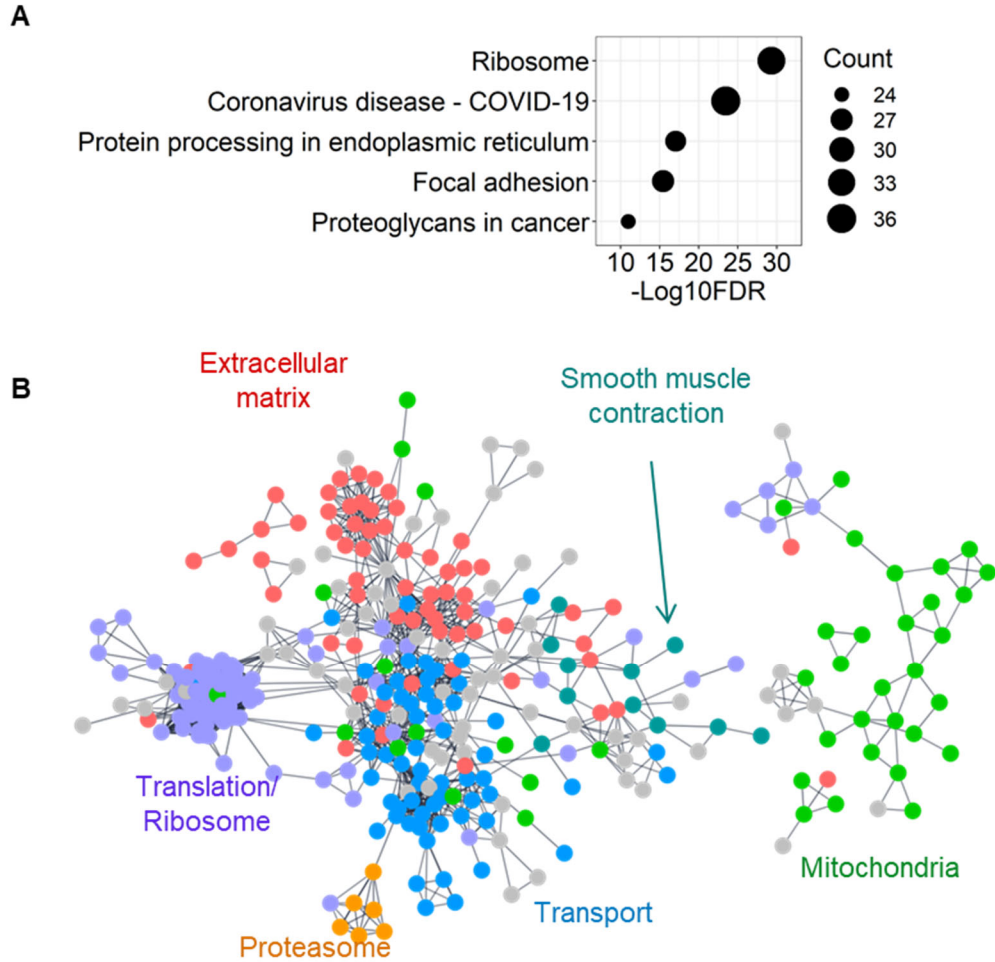 A
Ribosome
Coronavirus disease - COVID-19
Protein processing in endoplasmic reticulum
Focal adhesion
Proteoglycans in cancer
10 15 20 25 30
-Log10FDR
Count
24
27
30
33
36
B
Extracellular
matrix
Smooth muscle
contraction
Translation/
Ribosome
Mitochondria
Transport
Proteasome